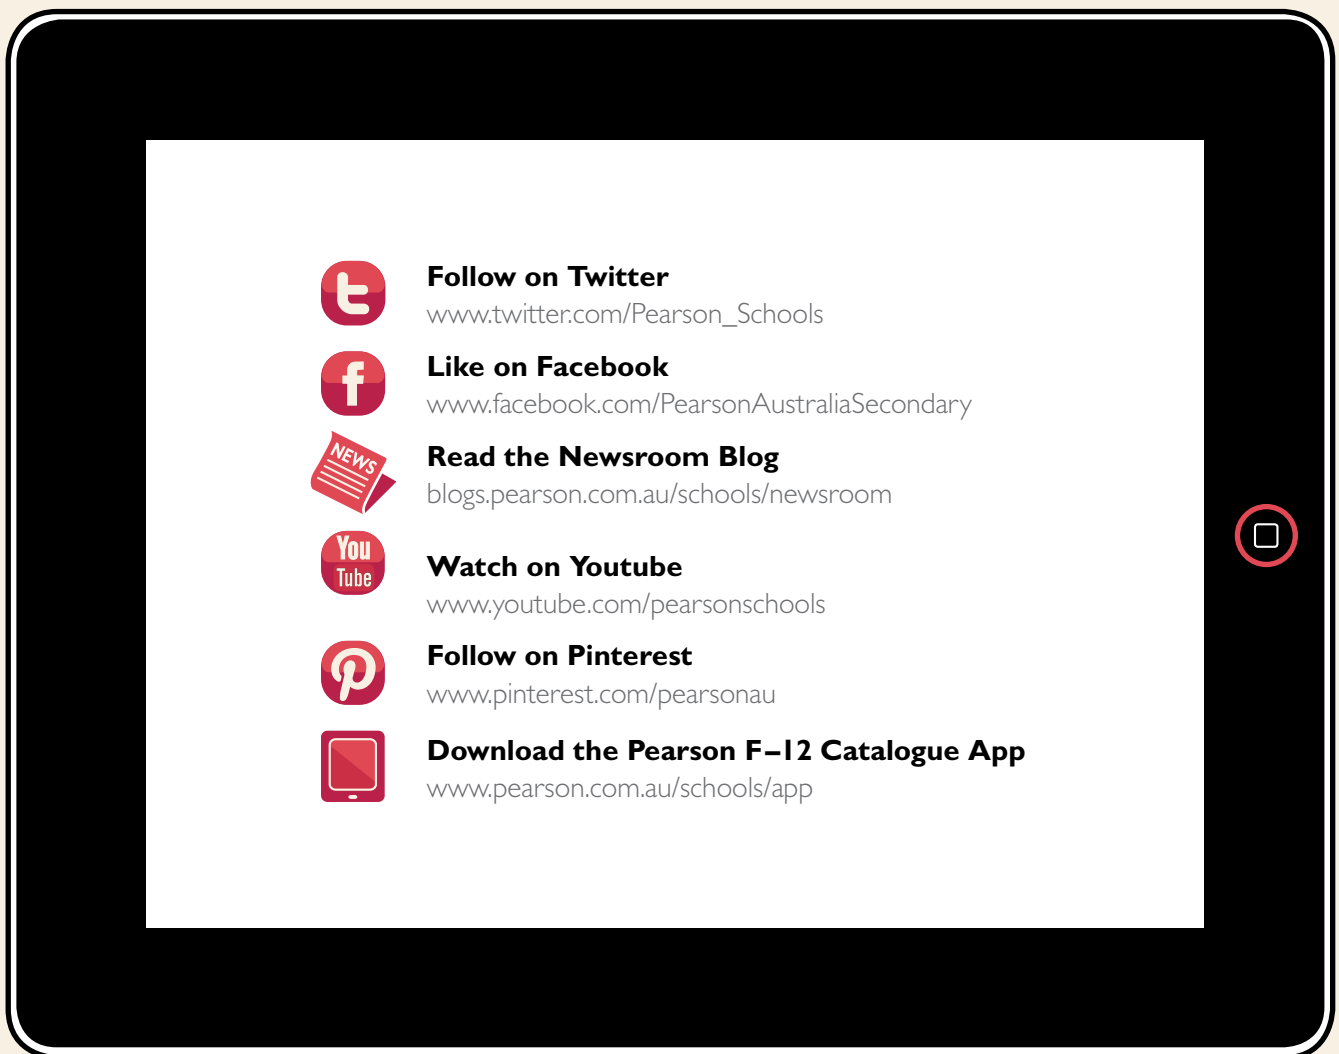 Follow on Twitter
www.twitter.com/Pearson_Schools
Like on Facebook
www.facebook.com/PearsonAustraliaSecondary
NEWS
Read the Newsroom Blog
blogs.pearson.com.au/schools/newsroom
You
Tube
Watch on Youtube
www.youtube.com/pearsonschools
Follow on Pinterest
www.pinterest.com/pearsonau
Download the Pearson F–12 Catalogue App
www.pearson.com.au/schools/app